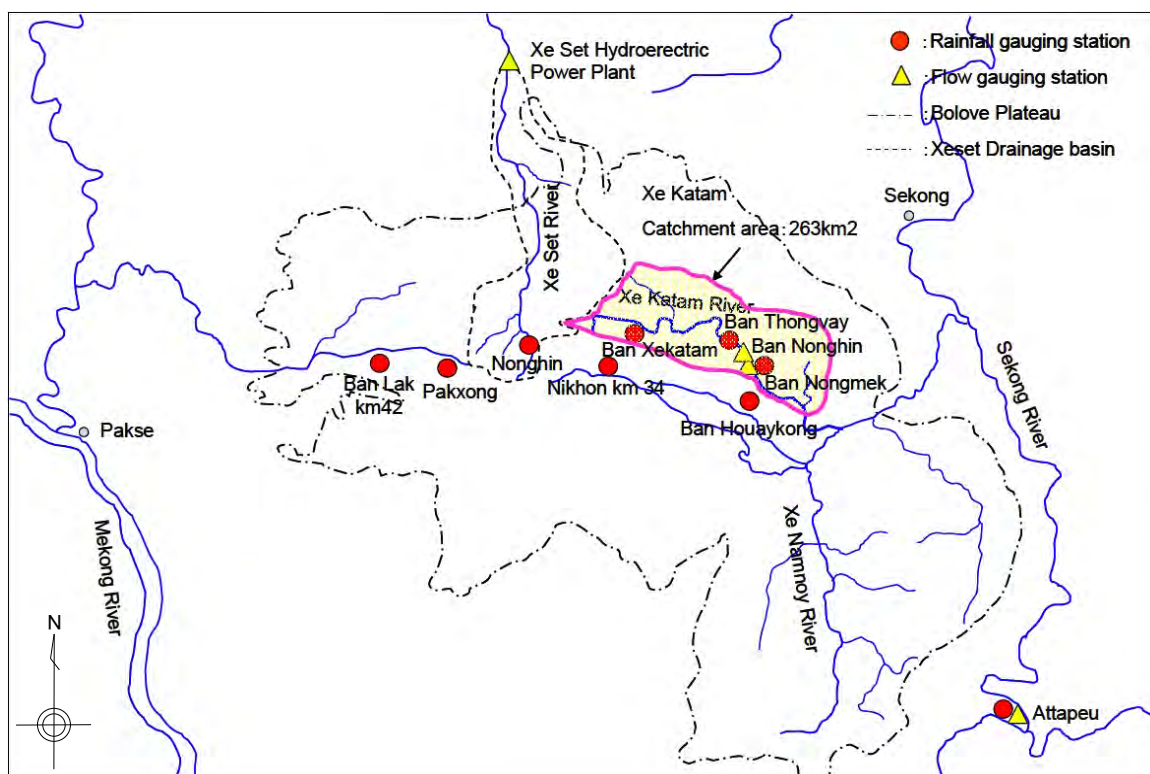 Xe Set Hydroerectric
Power Plant
: Rainfall gauging station
: Flow gauging station
: Bolove Plateau
: Xeset Drainage basin
Xe Katam
Catchment area : 263km2
Sekong
Xe Set River
Xe Katam River
Ban Thongvay
Ban Xekatam
Ban Nonghin
Nonghin
Ban Nongmek
Ban Lak
km42
Pakxong
Nikhon km 34
Ban Houaykong
Sekong River
Pakse
Mekong River
Xe Namnoy River
N
Attapeu